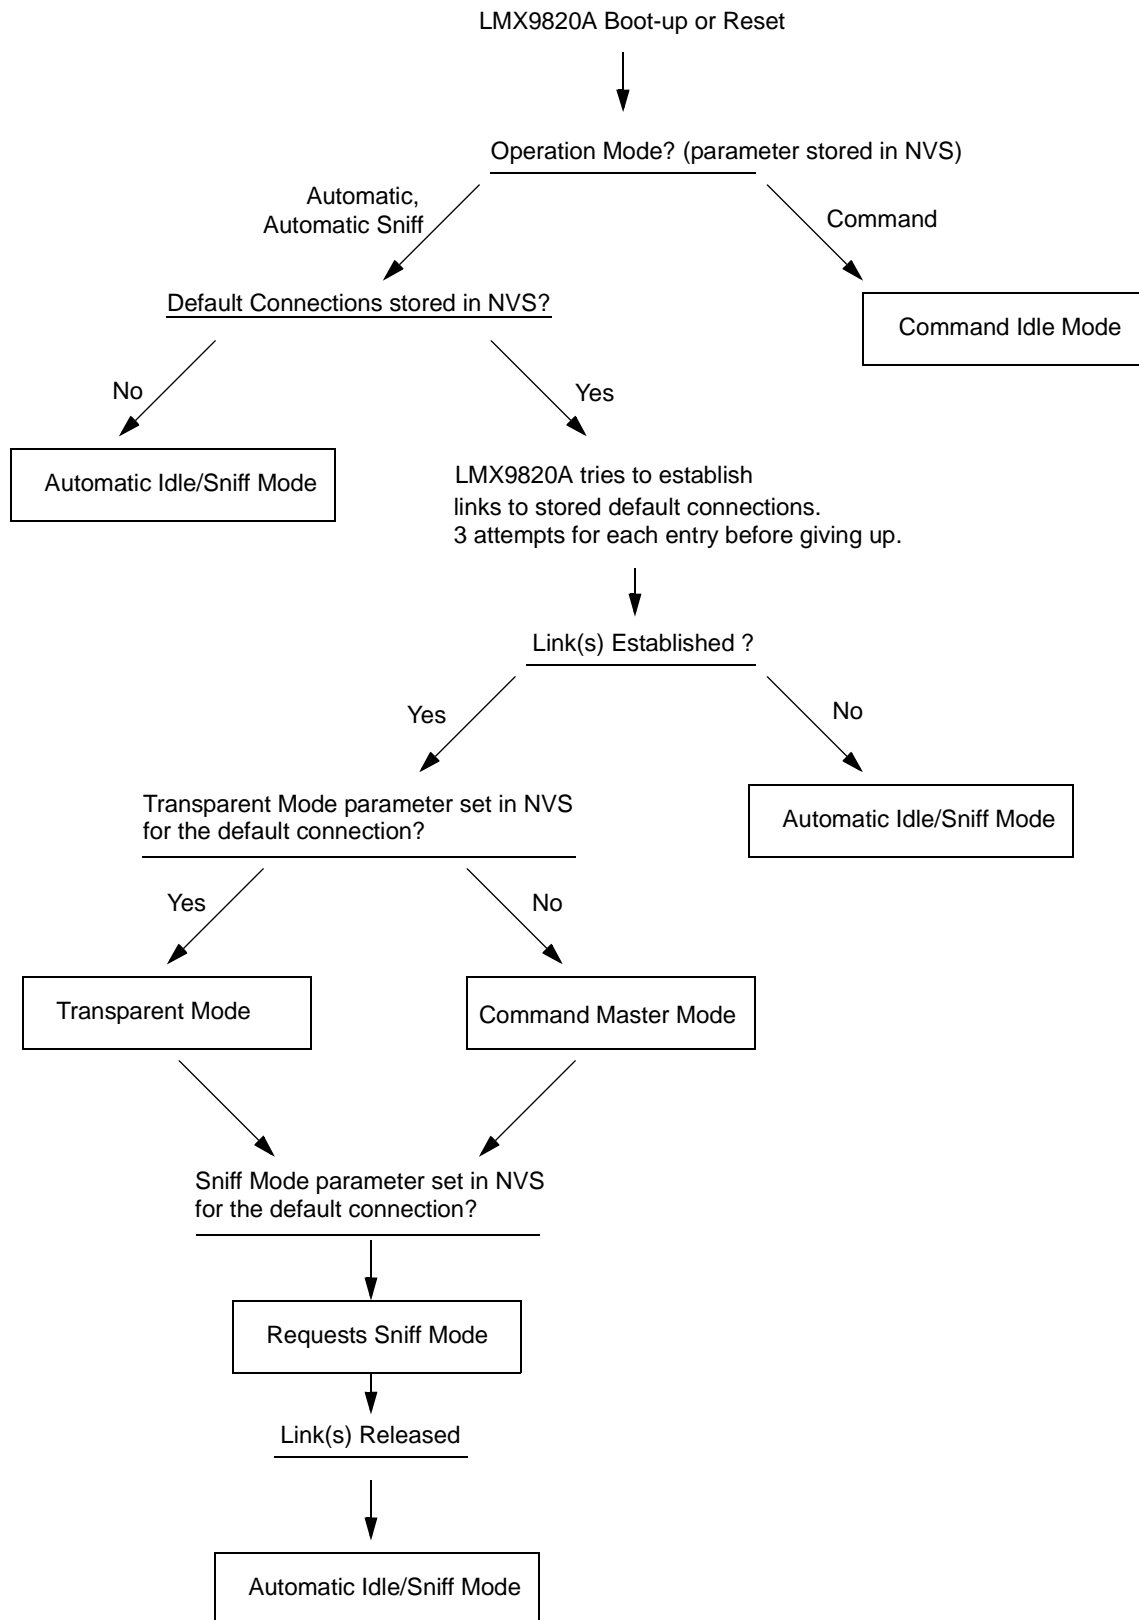 LMX9820A Boot-up or Reset
Operation Mode? (parameter stored in NVS)
Automatic,
Automatic Sniff
Command
Default Connections stored in NVS?
Command Idle Mode
No
Yes
Automatic Idle/Sniff Mode
LMX9820A tries to establish
links to stored default connections.
3 attempts for each entry before giving up.
Link(s) Established ?
Yes
No
Transparent Mode parameter set in NVS
for the default connection?
Automatic Idle/Sniff Mode
Yes
No
Transparent Mode
Command Master Mode
Sniff Mode parameter set in NVS
for the default connection?
Requests Sniff Mode
Link(s) Released
Automatic Idle/Sniff Mode